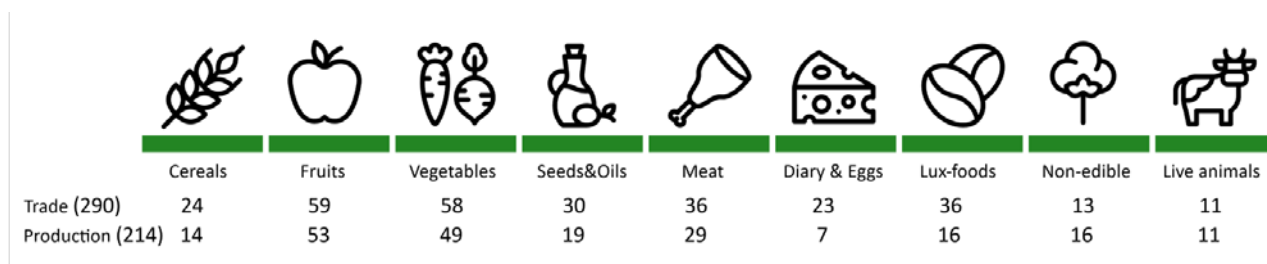 Cereals Fruits Vegetables Seeds&Oils Meat Diary & Eggs Lux-foods Non-edible Live animals
Trade (290) 24 59 58 30 36 23 36 13 11
Production (214) 14 53 49 19 29 7 16 16 11